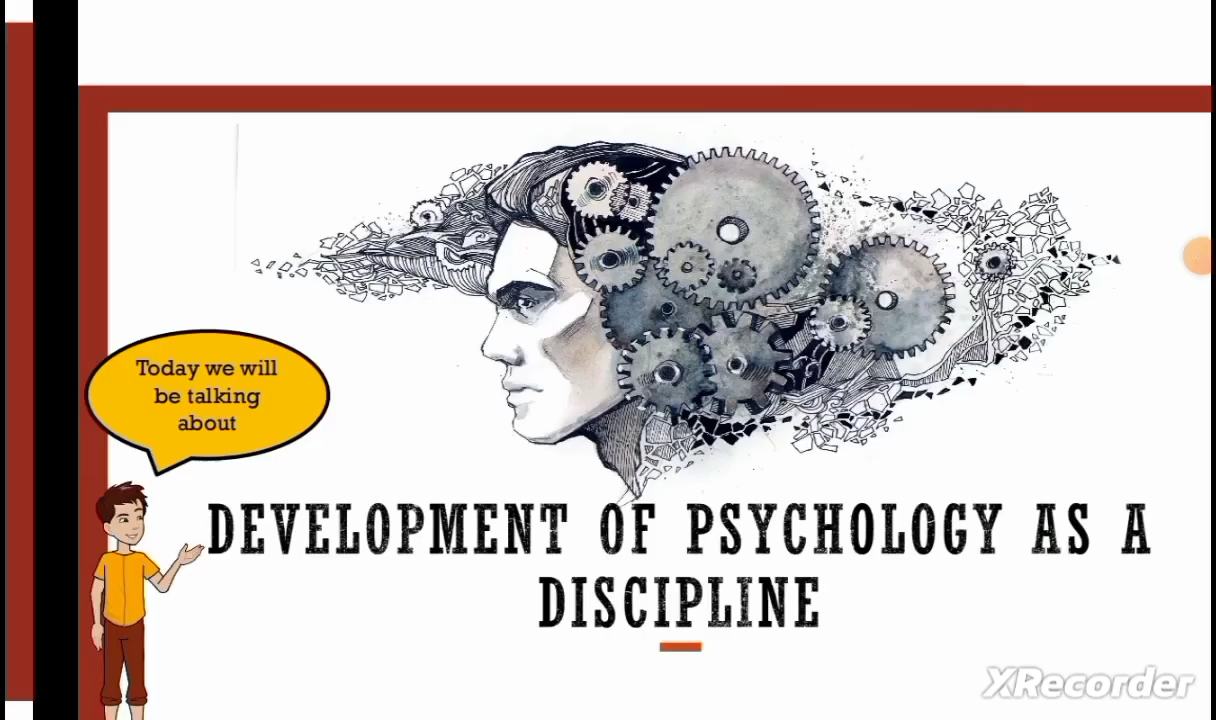 Today we will
be talking
about
DEVELOPMENT OF PSYCHOLOGY AS A
DISCIPLINE
XRecorder